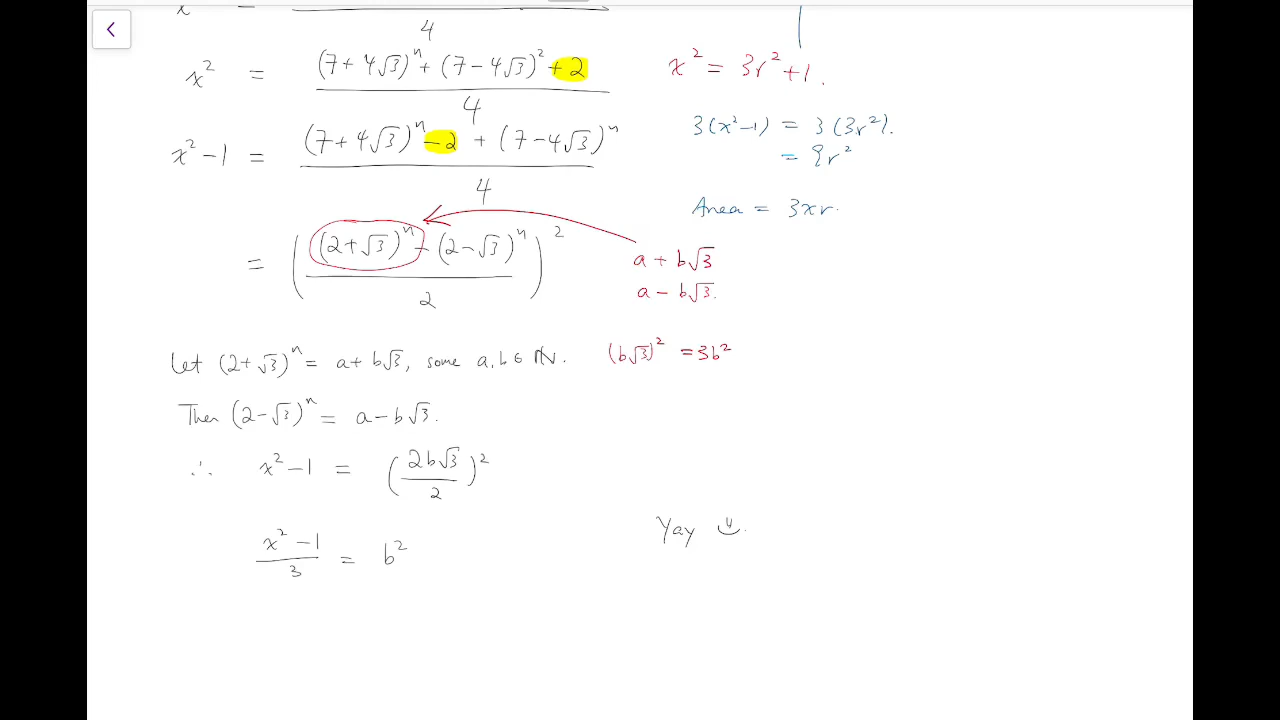 x =
4
x² = (7+4√3)ⁿ + (7-4√3)² +2
4
x²-1 = (7+4√3)ⁿ -2 + (7-4√3)ⁿ
4
= ( (2+√3)ⁿ - (2-√3)ⁿ )²
2
Let (2+√3)ⁿ = a+b√3, some a,b ∈ ℕ.
Then (2-√3)ⁿ = a-b√3.
∴ x²-1 = ( 2b√3 / 2 )²
x²-1 / 3 = b²
x² = 3r²+1.
3(x²-1) = 3(3r²).
= 9r²
Area = 3xr.
a + b√3
a - b√3.
(b√3)² = 3b²
Yay